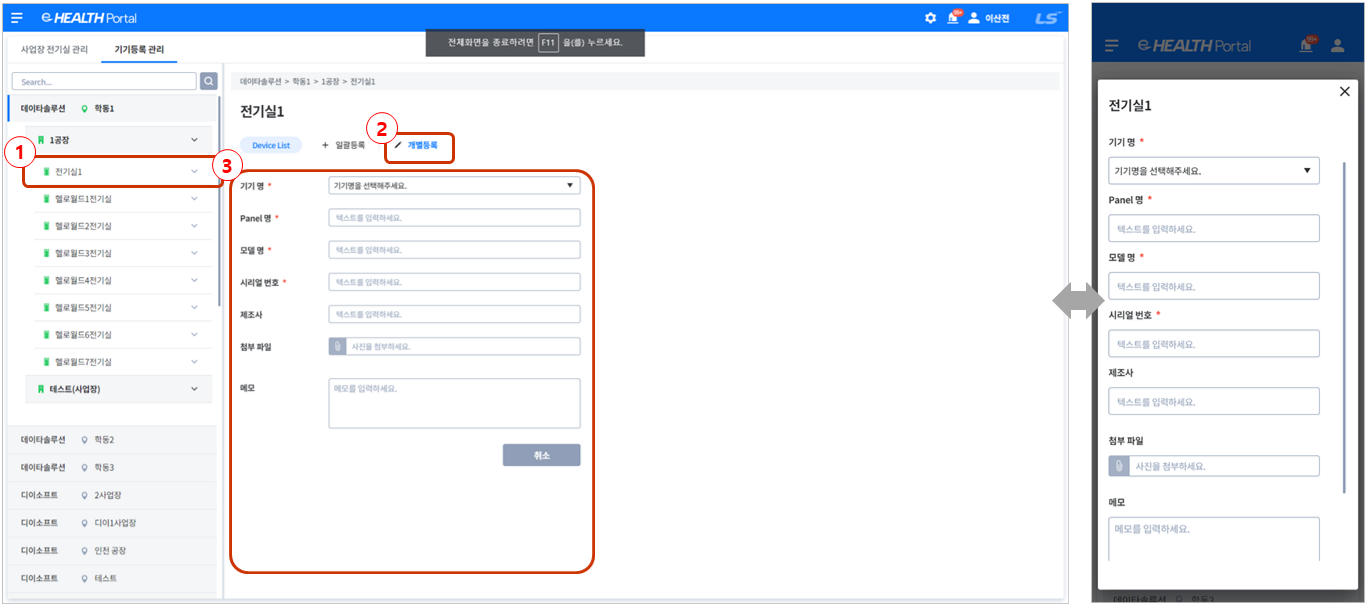 eHEALTH Portal
99+
이산전
LS
사업장 전기실 관리
기기등록 관리
전체화면을 종료하려면 F11 을(를) 누르세요.
Search...
데이타솔루션 학동1
1공장
1
전기실1
헬로월드1전기실
헬로월드2전기실
헬로월드3전기실
헬로월드4전기실
헬로월드5전기실
헬로월드6전기실
헬로월드7전기실
테스트(사업장)
데이타솔루션 학동2
데이타솔루션 학동3
디이소프트 2사업장
디이소프트 디이1사업장
디이소프트 인천 공장
디이소프트 테스트
데이타솔루션 > 학동1 > 1공장 > 전기실1
전기실1
2
Device List + 일괄등록 개별등록
3
기기 명 * 기기명을 선택해주세요.
Panel 명 * 텍스트를 입력하세요.
모델 명 * 텍스트를 입력하세요.
시리얼 번호 * 텍스트를 입력하세요.
제조사 텍스트를 입력하세요.
첨부 파일 사진을 첨부하세요.
메모 메모를 입력하세요.
취소
eHEALTH Portal
99+
전기실1
기기 명 *
기기명을 선택해주세요.
Panel 명 *
텍스트를 입력하세요.
모델 명 *
텍스트를 입력하세요.
시리얼 번호 *
텍스트를 입력하세요.
제조사
텍스트를 입력하세요.
첨부 파일
사진을 첨부하세요.
메모
메모를 입력하세요.
데이타솔루션 학동3